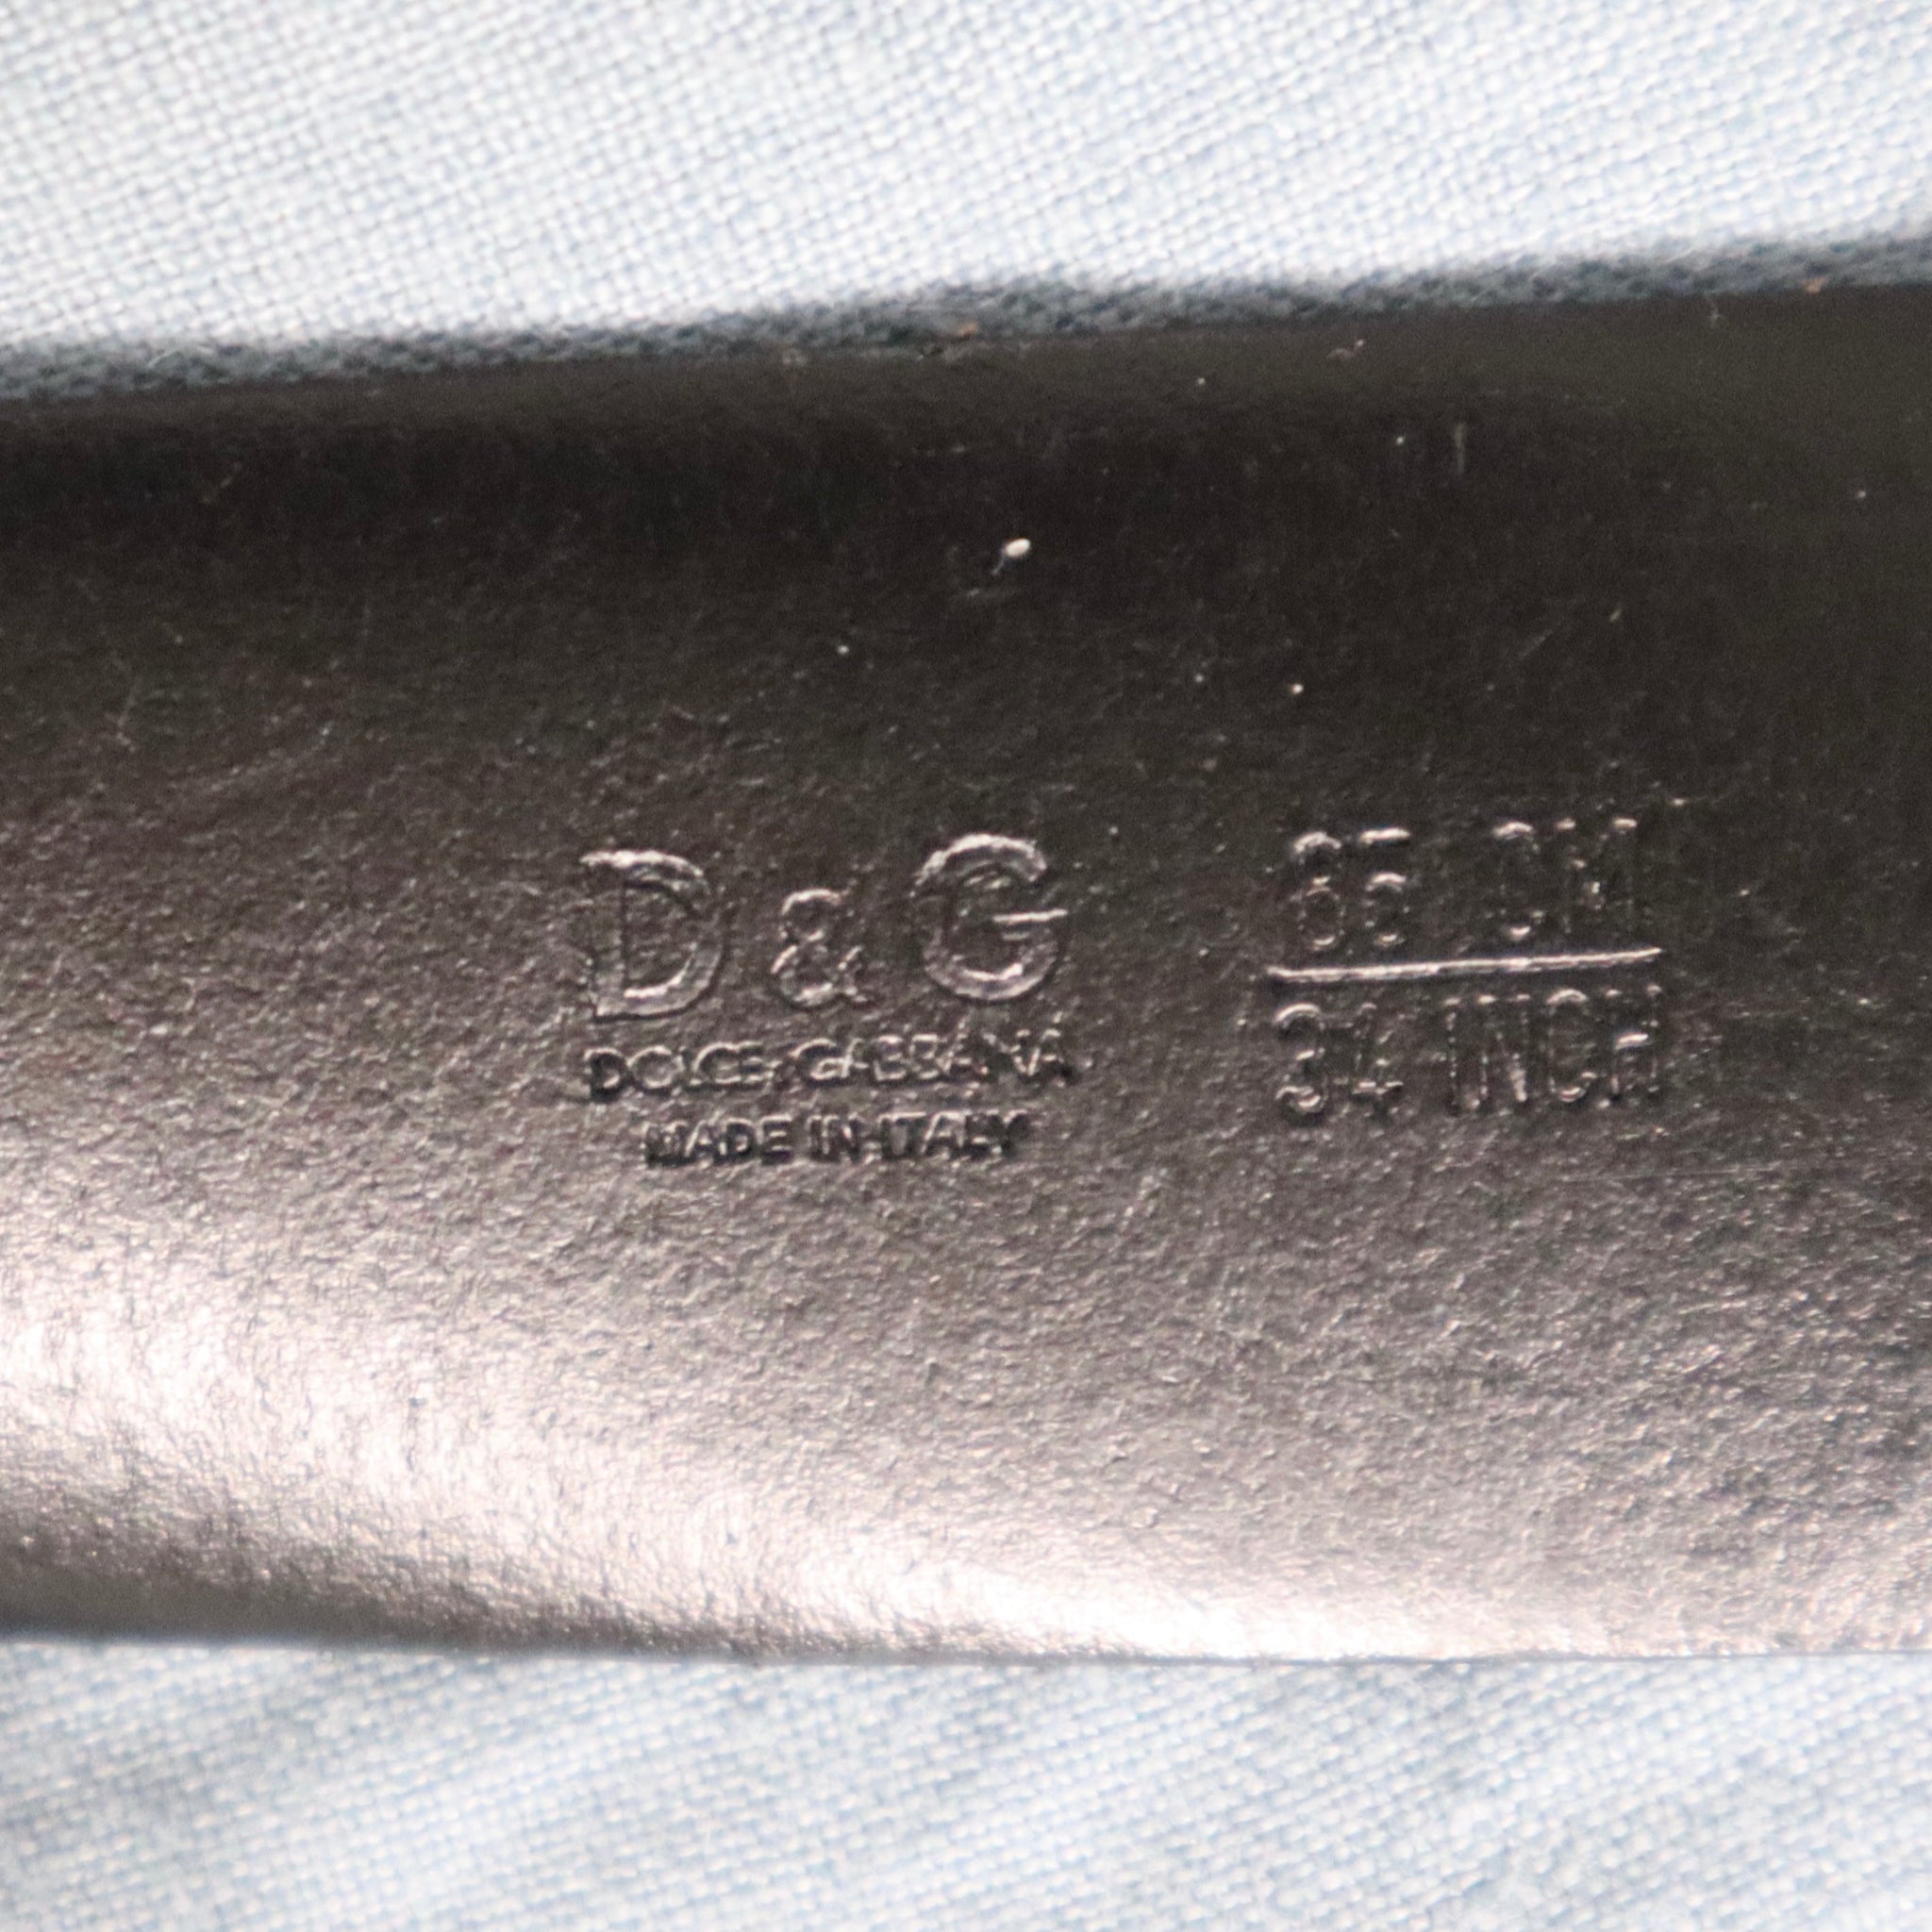 D & G
DOLCE & GABBANA
MADE IN ITALY
85 CM
34 INCH